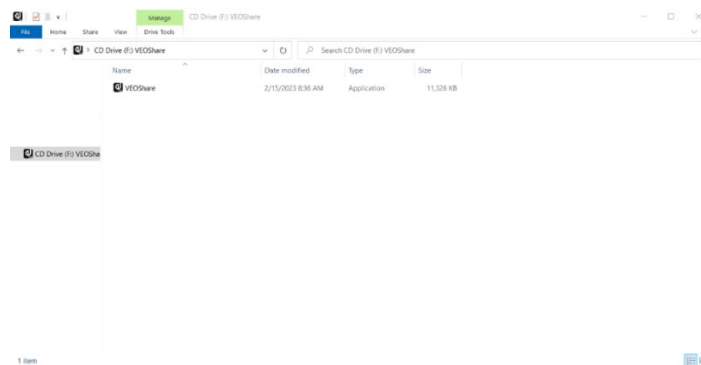 Manage
CD Drive (F:) VEOShare
File Home Share View Drive Tools
CD Drive (F:) VEOShare
Search CD Drive (F:) VEOShare
Name Date modified Type Size
VEOShare 2/15/2023 8:36 AM Application 11,326 KB
CD Drive (F:) VEOSha
1 item